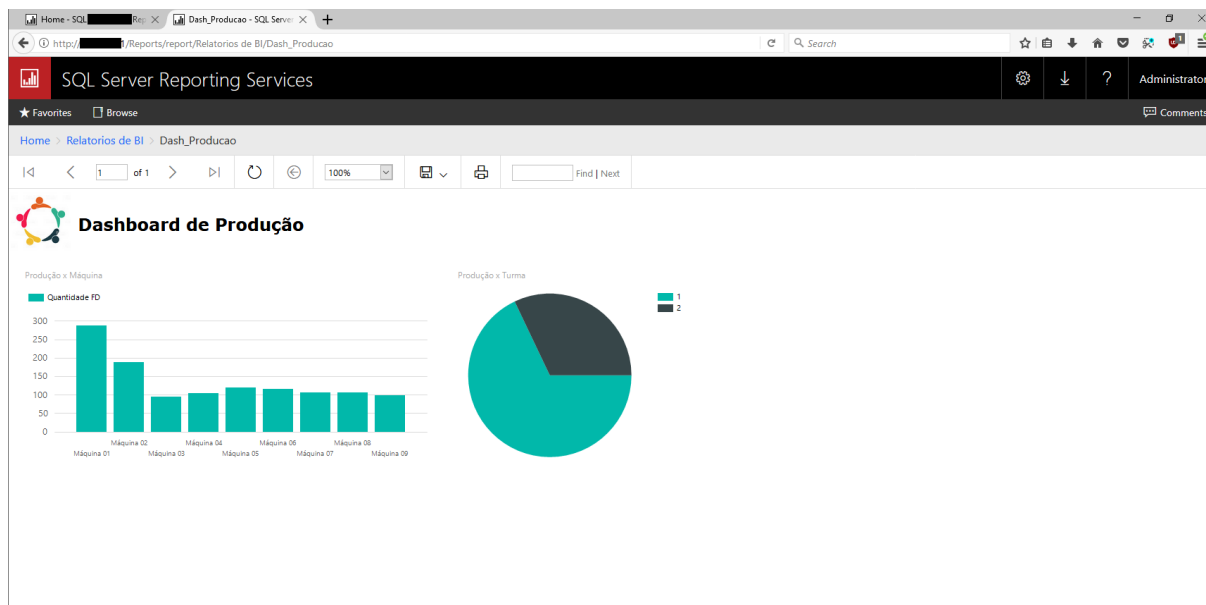 Home - SQL Rep
Dash_Producao - SQL Server
http:// 1/Reports/report/Relatorios de BI/Dash_Producao
Search
1
SQL Server Reporting Services
?
Administrator
Favorites
Browse
Comments
Home > Relatorios de BI > Dash_Producao
1 of 1
100%
Find | Next
Dashboard de Produção
Produção x Máquina
Quantidade FD
300
250
200
150
100
50
0
Máquina 01
Máquina 02
Máquina 03
Máquina 04
Máquina 05
Máquina 06
Máquina 07
Máquina 08
Máquina 09
Produção x Turma
1
2